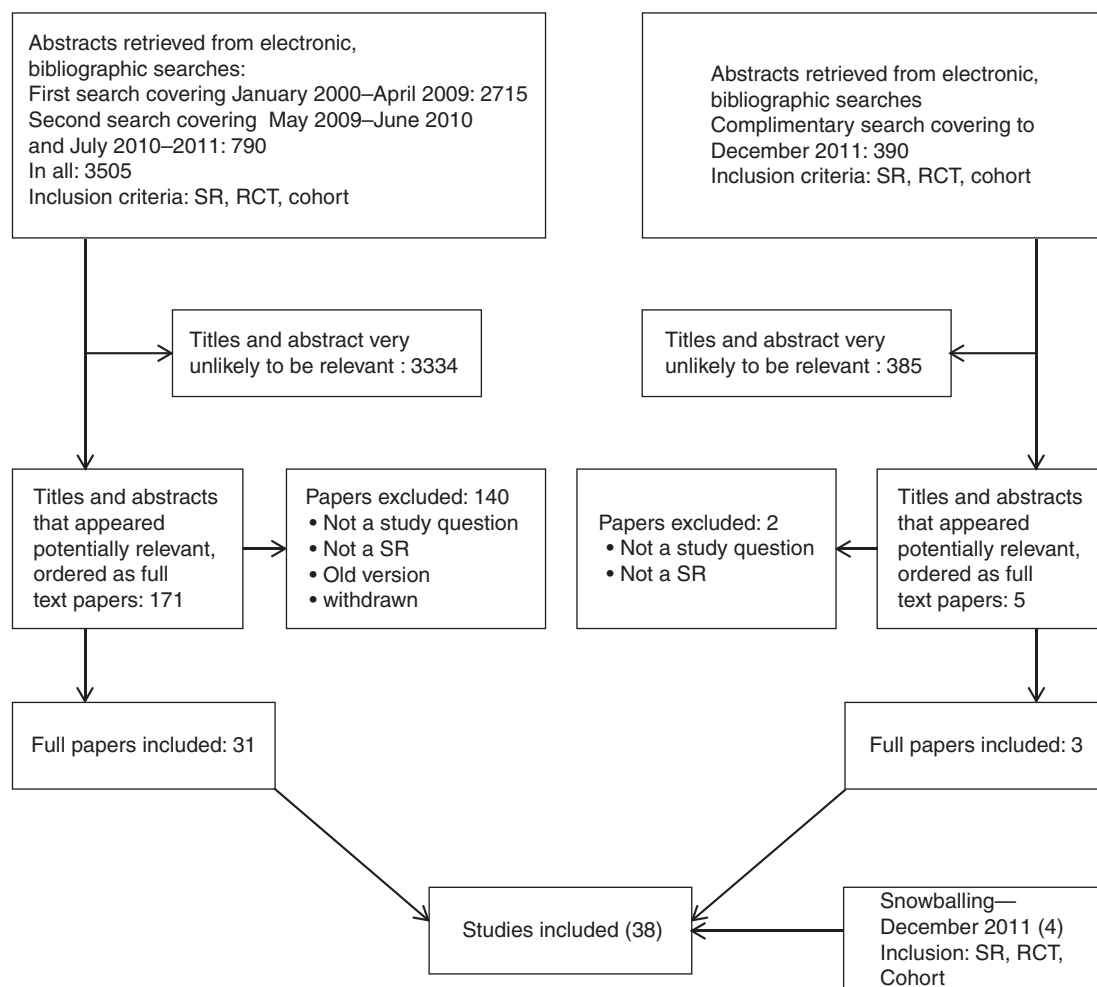 Abstracts retrieved from electronic,
bibliographic searches:
First search covering January 2000–April 2009: 2715
Second search covering May 2009–June 2010
and July 2010–2011: 790
In all: 3505
Inclusion criteria: SR, RCT, cohort
Abstracts retrieved from electronic,
bibliographic searches
Complimentary search covering to
December 2011: 390
Inclusion criteria: SR, RCT, cohort
Titles and abstract very
unlikely to be relevant : 3334
Titles and abstract very
unlikely to be relevant : 385
Titles and abstracts
that appeared
potentially relevant,
ordered as full
text papers: 171
Papers excluded: 140
• Not a study question
• Not a SR
• Old version
• withdrawn
Papers excluded: 2
• Not a study question
• Not a SR
Titles and abstracts
that appeared
potentially relevant,
ordered as full
text papers: 5
Full papers included: 31
Full papers included: 3
Studies included (38)
Snowballing—
December 2011 (4)
Inclusion: SR, RCT,
Cohort